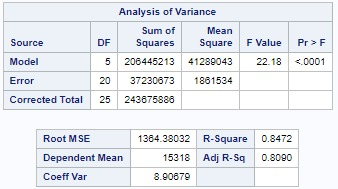 Analysis of Variance
Source DF Sum of Squares Mean Square F Value Pr > F
Model 5 206445213 41289043 22.18 <.0001
Error 20 37230673 1861534
Corrected Total 25 243675886
Root MSE 1364.38032 R-Square 0.8472
Dependent Mean 15318 Adj R-Sq 0.8090
Coeff Var 8.90679